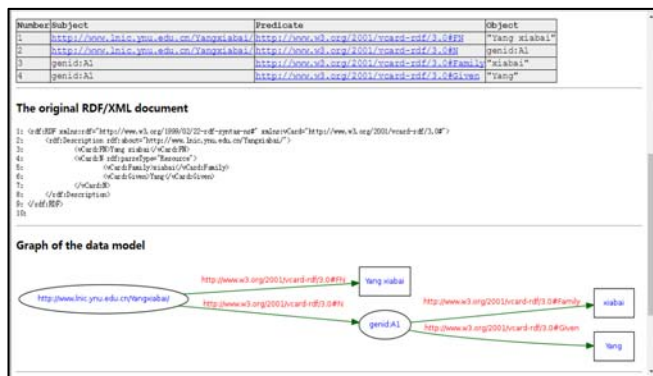 Number Subject Predicate Object
1 http://www.lnic.ynu.edu.cn/Yangxiabai/ http://www.w3.org/2001/vcard-rdf/3.0#FN "Yang xiabai"
2 http://www.lnic.ynu.edu.cn/Yangxiabai/ http://www.w3.org/2001/vcard-rdf/3.0#N genid:A1
3 genid:A1 http://www.w3.org/2001/vcard-rdf/3.0#Family "xiabai"
4 genid:A1 http://www.w3.org/2001/vcard-rdf/3.0#Given "Yang"
The original RDF/XML document
1: <rdf:RDF xmlns:rdf="http://www.w3.org/1999/02/22-rdf-syntax-ns#" xmlns:vCard="http://www.w3.org/2001/vcard-rdf/3.0#">
2: <rdf:Description rdf:about="http://www.lnic.ynu.edu.cn/Yangxiabai/">
3: <vCard:FN>Yang xiabai</vCard:FN>
4: <vCard:N rdf:parseType="Resource">
5: <vCard:Family>xiabai</vCard:Family>
6: <vCard:Given>Yang</vCard:Given>
7: </vCard:N>
8: </rdf:Description>
9: </rdf:RDF>
10:
Graph of the data model
http://www.w3.org/2001/vcard-rdf/3.0#FN
Yang xiabai
http://www.lnic.ynu.edu.cn/Yangxiabai/
http://www.w3.org/2001/vcard-rdf/3.0#N
http://www.w3.org/2001/vcard-rdf/3.0#Family
xiabai
genid:A1
http://www.w3.org/2001/vcard-rdf/3.0#Given
Yang